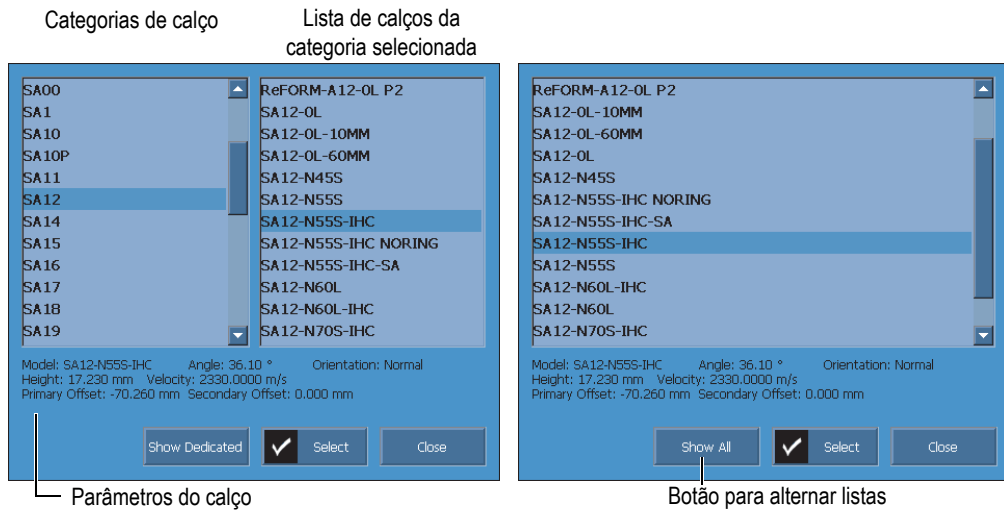 Categorias de calço
Lista de calços da
categoria selecionada
SA00
SA1
SA10
SA10P
SA11
SA12
SA14
SA15
SA16
SA17
SA18
SA19
ReFORM-A12-0L P2
SA12-0L
SA12-0L-10MM
SA12-0L-60MM
SA12-N45S
SA12-N55S
SA12-N55S-IHC
SA12-N55S-IHC NORING
SA12-N55S-IHC-SA
SA12-N60L
SA12-N60L-IHC
SA12-N70S-IHC
Model: SA12-N55S-IHC Angle: 36.10 ° Orientation: Normal
Height: 17.230 mm Velocity: 2330.0000 m/s
Primary Offset: -70.260 mm Secondary Offset: 0.000 mm
Show Dedicated Select Close
Parâmetros do calço
ReFORM-A12-0L P2
SA12-0L-10MM
SA12-0L-60MM
SA12-0L
SA12-N45S
SA12-N55S-IHC NORING
SA12-N55S-IHC-SA
SA12-N55S-IHC
SA12-N55S
SA12-N60L-IHC
SA12-N60L
SA12-N70S-IHC
Model: SA12-N55S-IHC Angle: 36.10 ° Orientation: Normal
Height: 17.230 mm Velocity: 2330.0000 m/s
Primary Offset: -70.260 mm Secondary Offset: 0.000 mm
Show All Select Close
Botão para alternar listas